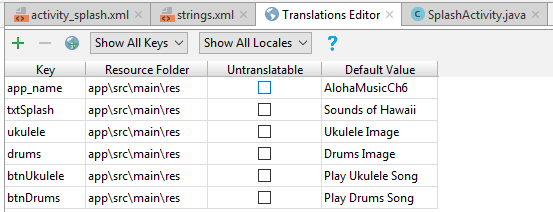 activity_splash.xml strings.xml Translations Editor SplashActivity.java
Show All Keys Show All Locales ?
Key Resource Folder Untranslatable Default Value
app_name app\src\main\res AlohaMusicCh6
txtSplash app\src\main\res Sounds of Hawaii
ukulele app\src\main\res Ukulele Image
drums app\src\main\res Drums Image
btnUkulele app\src\main\res Play Ukulele Song
btnDrums app\src\main\res Play Drums Song